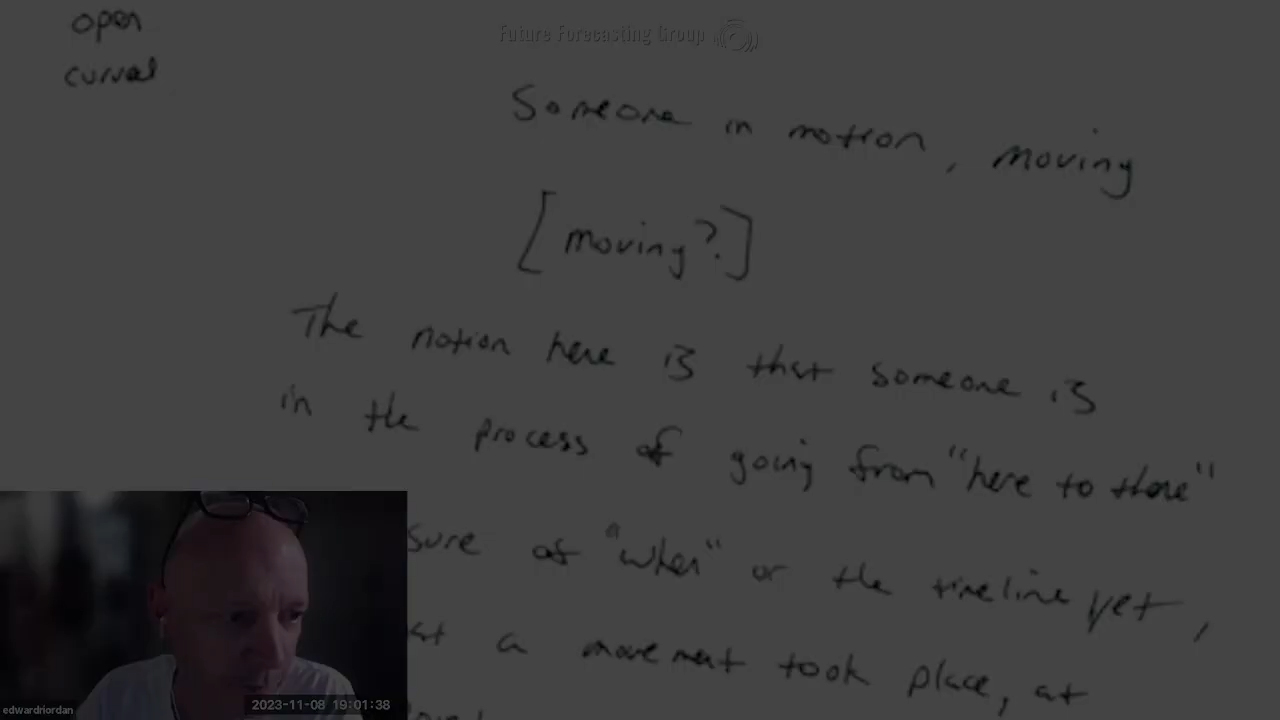 open
curved
Future Forecasting Group
Someone in motion, moving
[moving?]
The notion here is that someone is
in the process of going from "here to there"
sure of "when" or the timeline yet,
at a movement took place, at
edwardriordan
2023-11-08 19:01:38